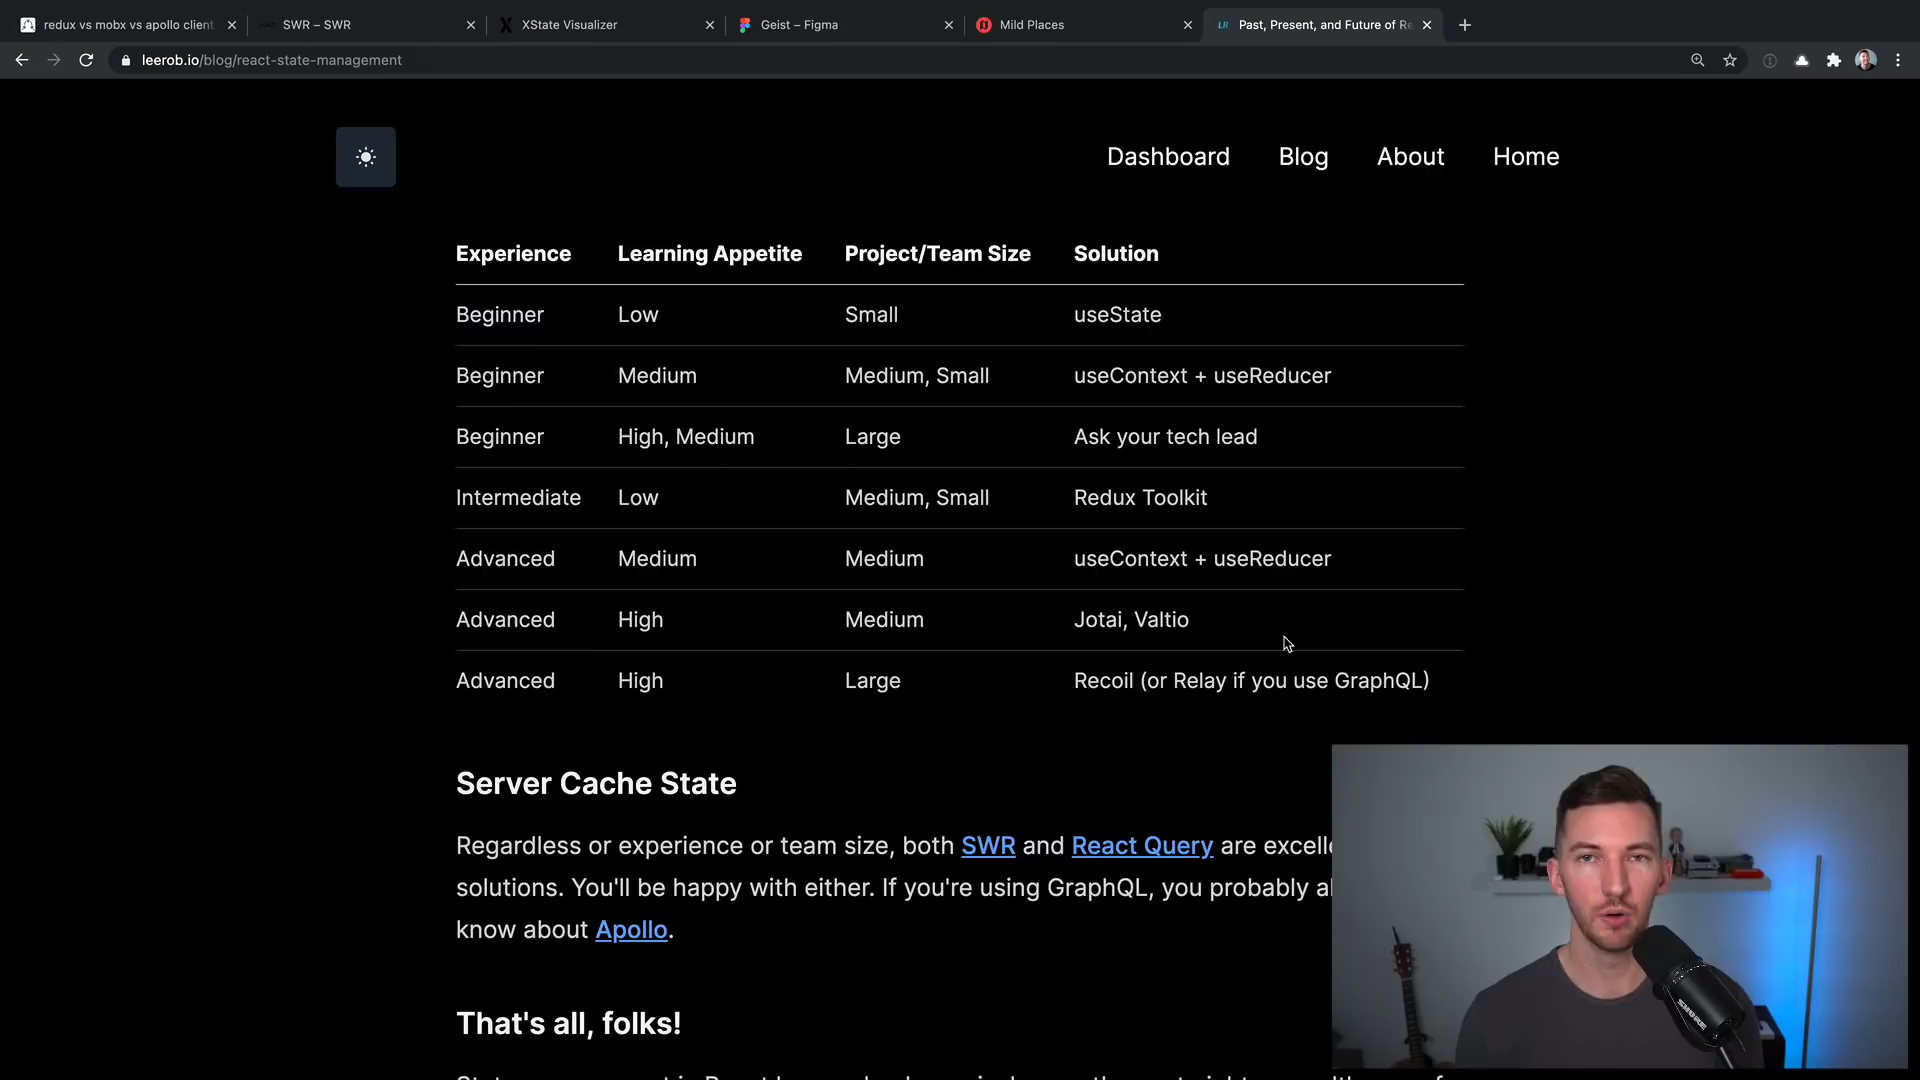 redux vs mobx vs apollo client
SWR – SWR
XState Visualizer
Geist – Figma
Mild Places
LR Past, Present, and Future of Re
leerob.io/blog/react-state-management
Dashboard Blog About Home
Experience Learning Appetite Project/Team Size Solution
Beginner Low Small useState
Beginner Medium Medium, Small useContext + useReducer
Beginner High, Medium Large Ask your tech lead
Intermediate Low Medium, Small Redux Toolkit
Advanced Medium Medium useContext + useReducer
Advanced High Medium Jotai, Valtio
Advanced High Large Recoil (or Relay if you use GraphQL)
Server Cache State
Regardless or experience or team size, both SWR and React Query are excelle
solutions. You'll be happy with either. If you're using GraphQL, you probably al
know about Apollo.
That's all, folks!
SHURE